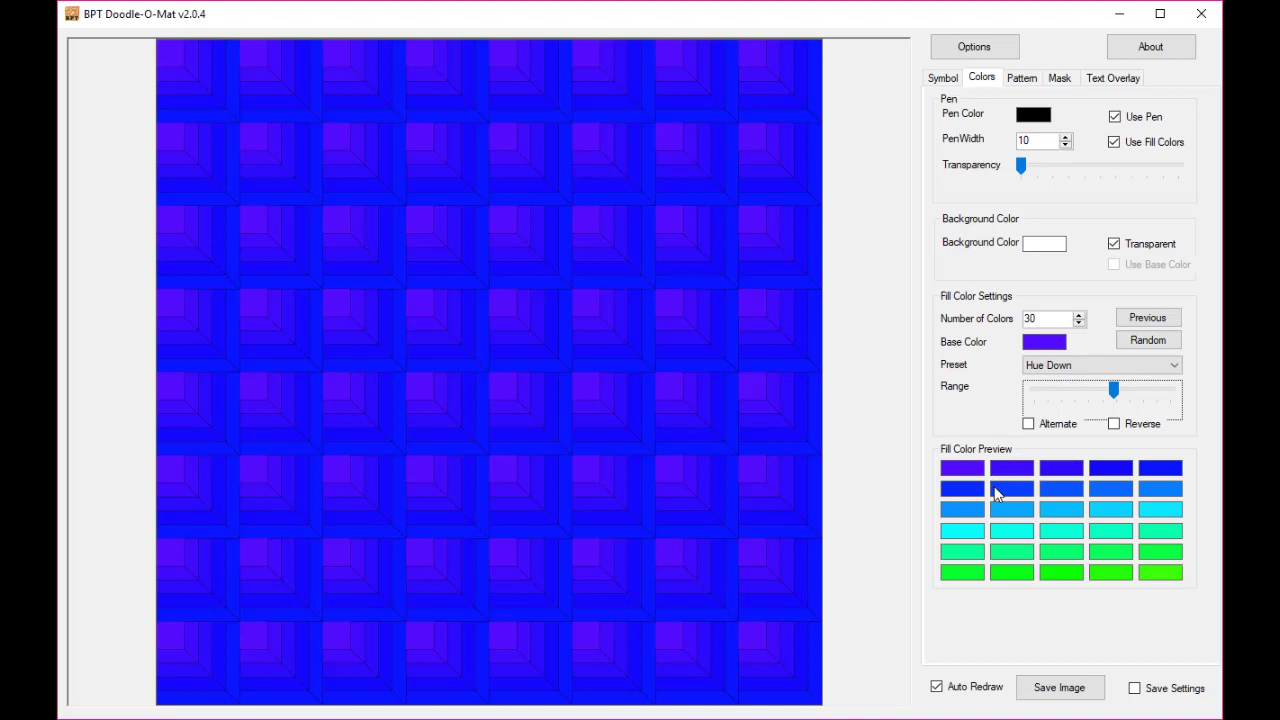 BPT Doodle-O-Mat v2.0.4
BPT
Options About
Symbol Colors Pattern Mask Text Overlay
Pen
Pen Color Use Pen
PenWidth 10 Use Fill Colors
Transparency
Background Color
Background Color Transparent
Use Base Color
Fill Color Settings
Number of Colors 30 Previous
Base Color Random
Preset Hue Down
Range
Alternate Reverse
Fill Color Preview
Auto Redraw Save Image Save Settings